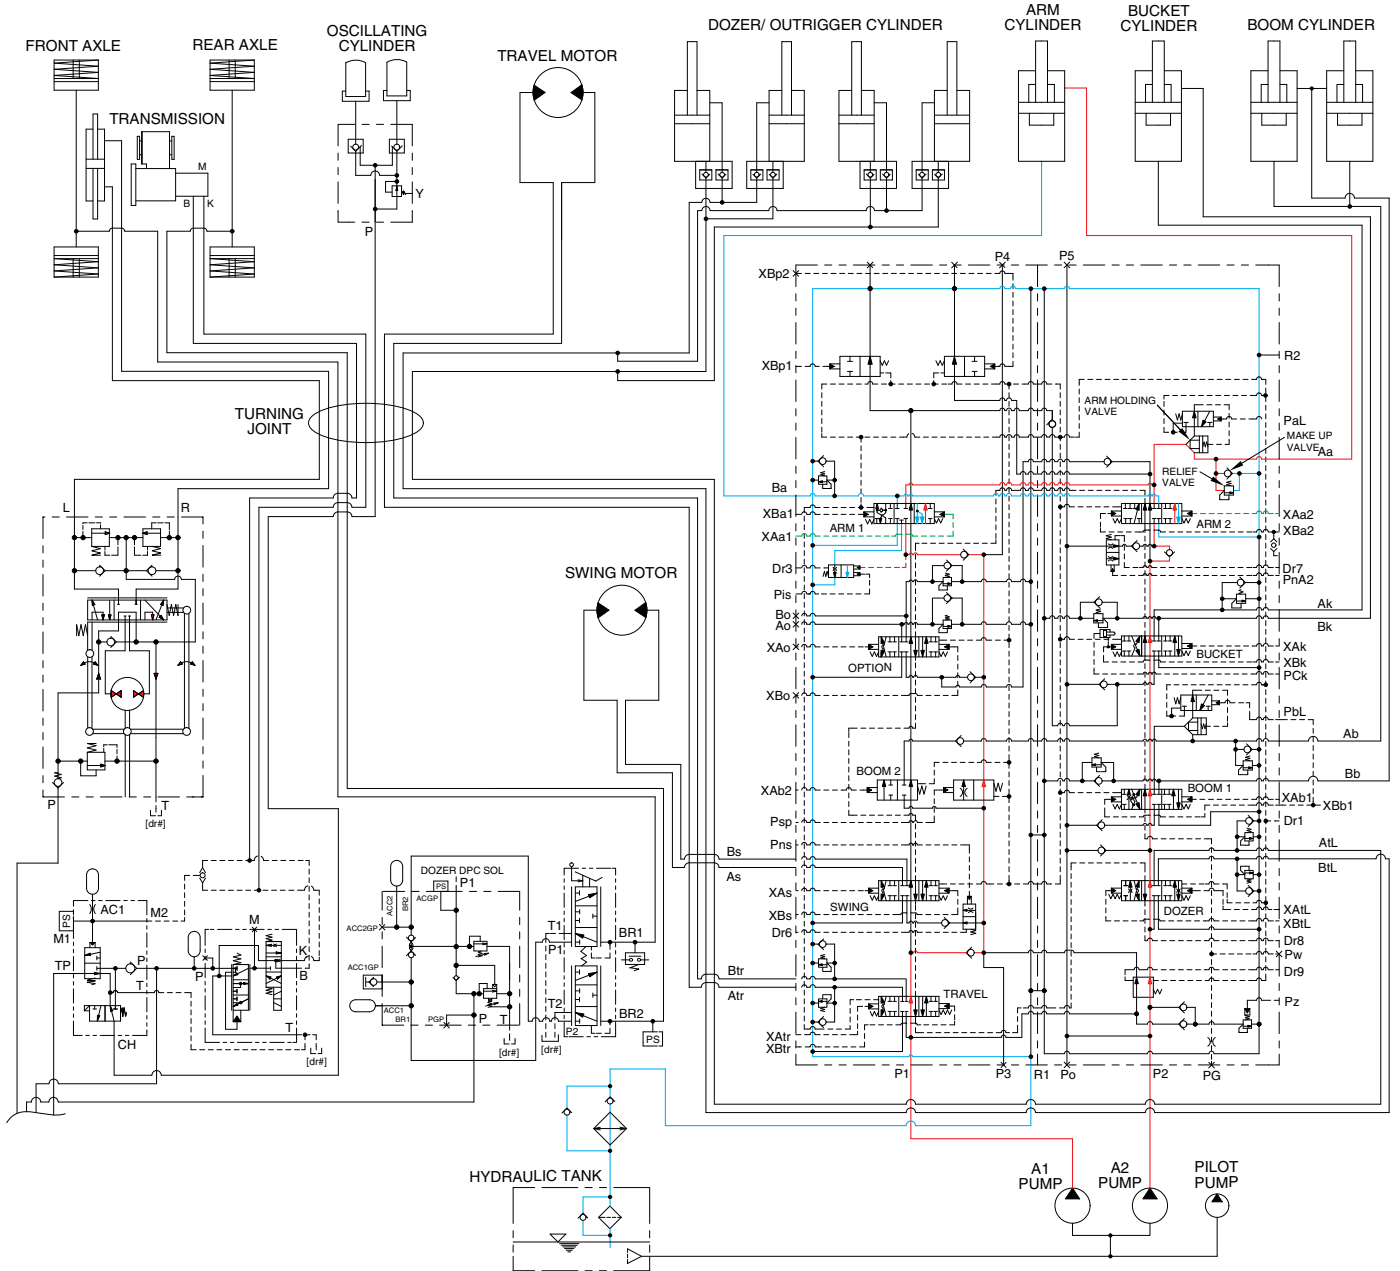 FRONT AXLE
REAR AXLE
OSCILLATING
CYLINDER
TRAVEL MOTOR
DOZER/ OUTRIGGER CYLINDER
ARM
CYLINDER
BUCKET
CYLINDER
BOOM CYLINDER
TRANSMISSION
M
B
K
Y
P
TURNING
JOINT
SWING MOTOR
L
R
P
T
[dr#]
XBp2
P4
P5
XBp1
R2
ARM HOLDING
VALVE
PaL
MAKE UP
VALVE
Aa
RELIEF
VALVE
Ba
XBa1
ARM 1
XAa1
ARM 2
XAa2
XBa2
Dr3
Dr7
Pis
PnA2
Bo
Ao
Ak
Bk
XAo
OPTION
BUCKET
XAk
XBk
PCk
XBo
PbL
Ab
BOOM 2
Bb
XAb2
BOOM 1
XAb1
XBb1
Psp
Dr1
Pns
AtL
Bs
BtL
As
XAs
SWING
DOZER
XAtL
XBs
XBtL
Dr6
Dr8
Pw
Btr
Dr9
Atr
TRAVEL
Pz
XAtr
XBtr
P1
P3
R1
Po
P2
PG
AC1
M2
PS
M1
TP
P
T
CH
P
M
K
B
T
[dr#]
DOZER DPC SOL
PS
P1
ACGP
ACC2
BR2
ACC2GP
ACC1GP
ACC1
BR1
PGP
P
T
[dr#]
T1
P1
BR1
T2
P2
BR2
[dr#]
PS
HYDRAULIC TANK
A1
PUMP
A2
PUMP
PILOT
PUMP